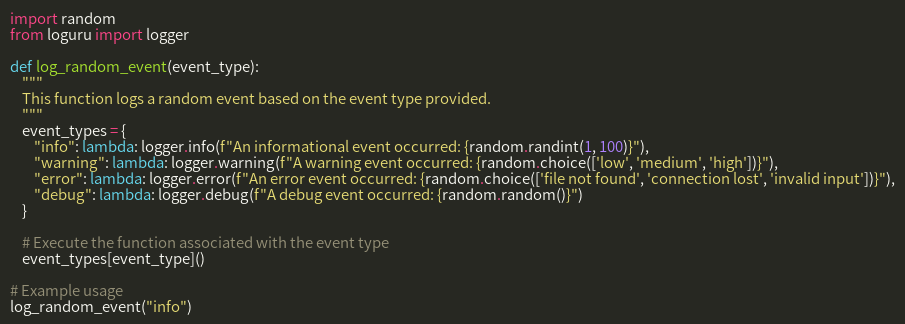 import random
from loguru import logger

def log_random_event(event_type):
    """
    This function logs a random event based on the event type provided.
    """
    event_types = {
        "info": lambda: logger.info(f"An informational event occurred: {random.randint(1, 100)}"),
        "warning": lambda: logger.warning(f"A warning event occurred: {random.choice(['low', 'medium', 'high'])}"),
        "error": lambda: logger.error(f"An error event occurred: {random.choice(['file not found', 'connection lost', 'invalid input'])}"),
        "debug": lambda: logger.debug(f"A debug event occurred: {random.random()}")
    }

    # Execute the function associated with the event type
    event_types[event_type]()

# Example usage
log_random_event("info")